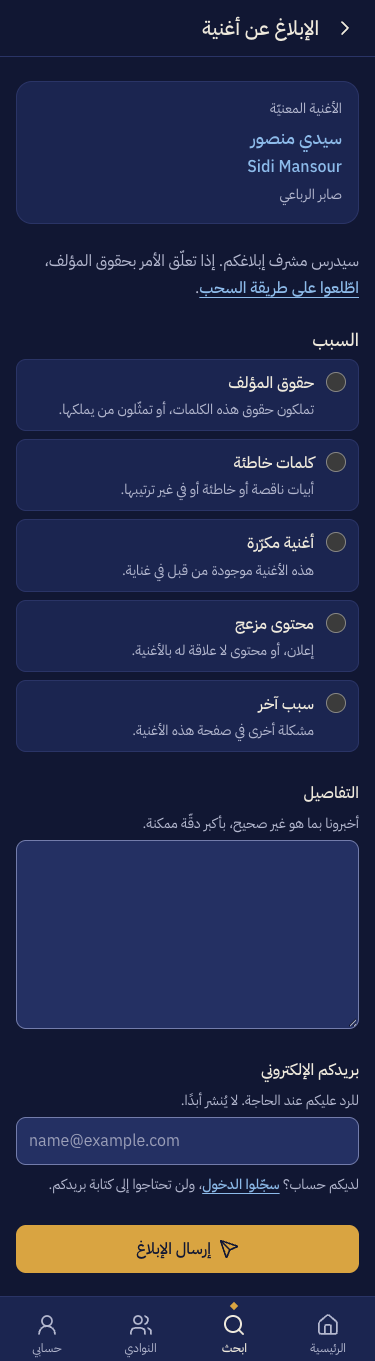 الإبلاغ عن أغنية
الأغنية المعنيّة
سيدي منصور
Sidi Mansour
صابر الرباعي
سيدرس مشرف إبلاغكم. إذا تعلّق الأمر بحقوق المؤلف،
اطّلعوا على طريقة السحب.
السبب
حقوق المؤلف
تملكون حقوق هذه الكلمات، أو تمثّلون من يملكها.
كلمات خاطئة
أبيات ناقصة أو خاطئة أو في غير ترتيبها.
أغنية مكرّرة
هذه الأغنية موجودة من قبل في غناية.
محتوى مزعج
إعلان، أو محتوى لا علاقة له بالأغنية.
سبب آخر
مشكلة أخرى في صفحة هذه الأغنية.
التفاصيل
أخبرونا بما هو غير صحيح، بأكبر دقّة ممكنة.
بريدكم الإلكتروني
للرد عليكم عند الحاجة. لا يُنشر أبدًا.
name@example.com
لديكم حساب؟ سجّلوا الدخول، ولن تحتاجوا إلى كتابة بريدكم.
إرسال الإبلاغ
الرئيسية
ابحث
النوادي
حسابي